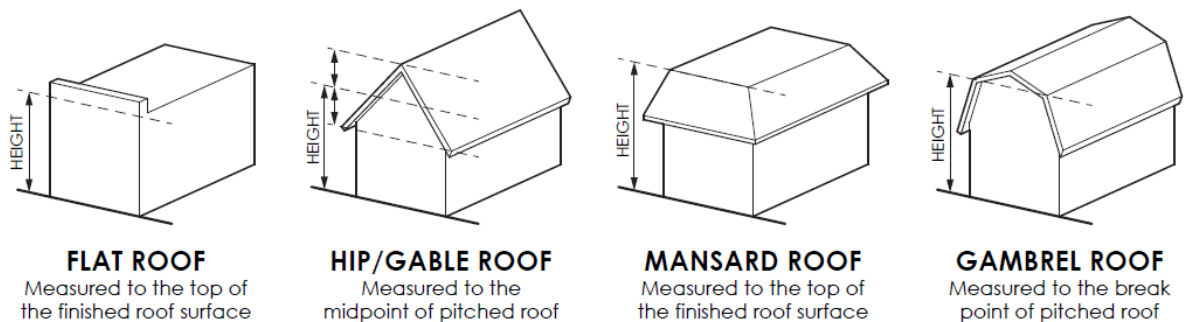 HEIGHT
HEIGHT
HEIGHT
HEIGHT
FLAT ROOF
Measured to the top of
the finished roof surface
HIP/GABLE ROOF
Measured to the
midpoint of pitched roof
MANSARD ROOF
Measured to the top of
the finished roof surface
GAMBREL ROOF
Measured to the break
point of pitched roof